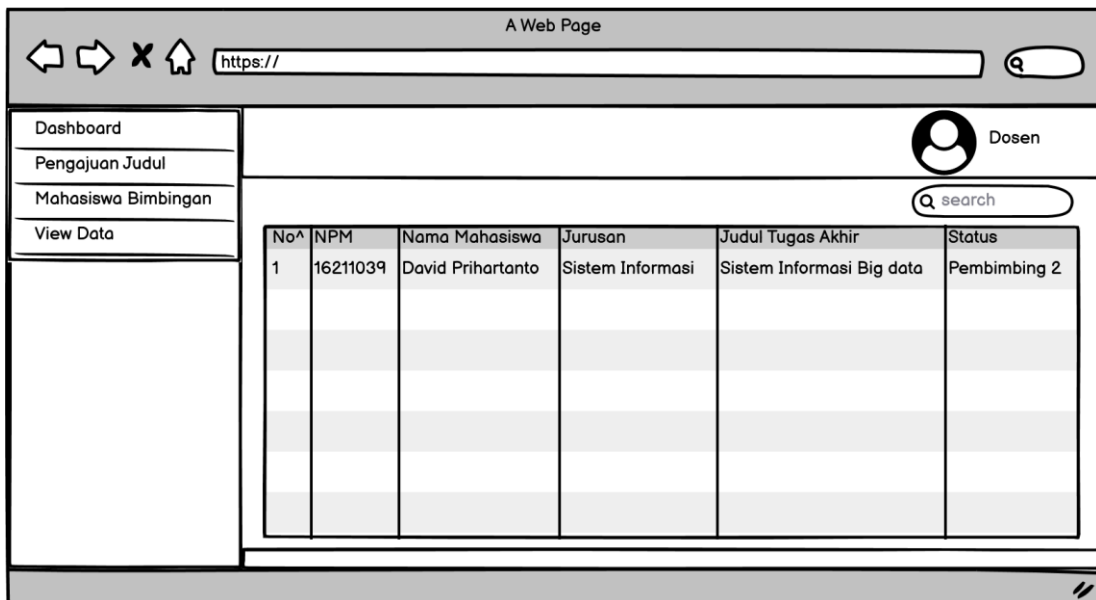 A Web Page
https://
Dashboard
Pengajuan Judul
Mahasiswa Bimbingan
View Data
Dosen
search
No^ NPM Nama Mahasiswa Jurusan Judul Tugas Akhir Status
1 16211039 David Prihartanto Sistem Informasi Sistem Informasi Big data Pembimbing 2